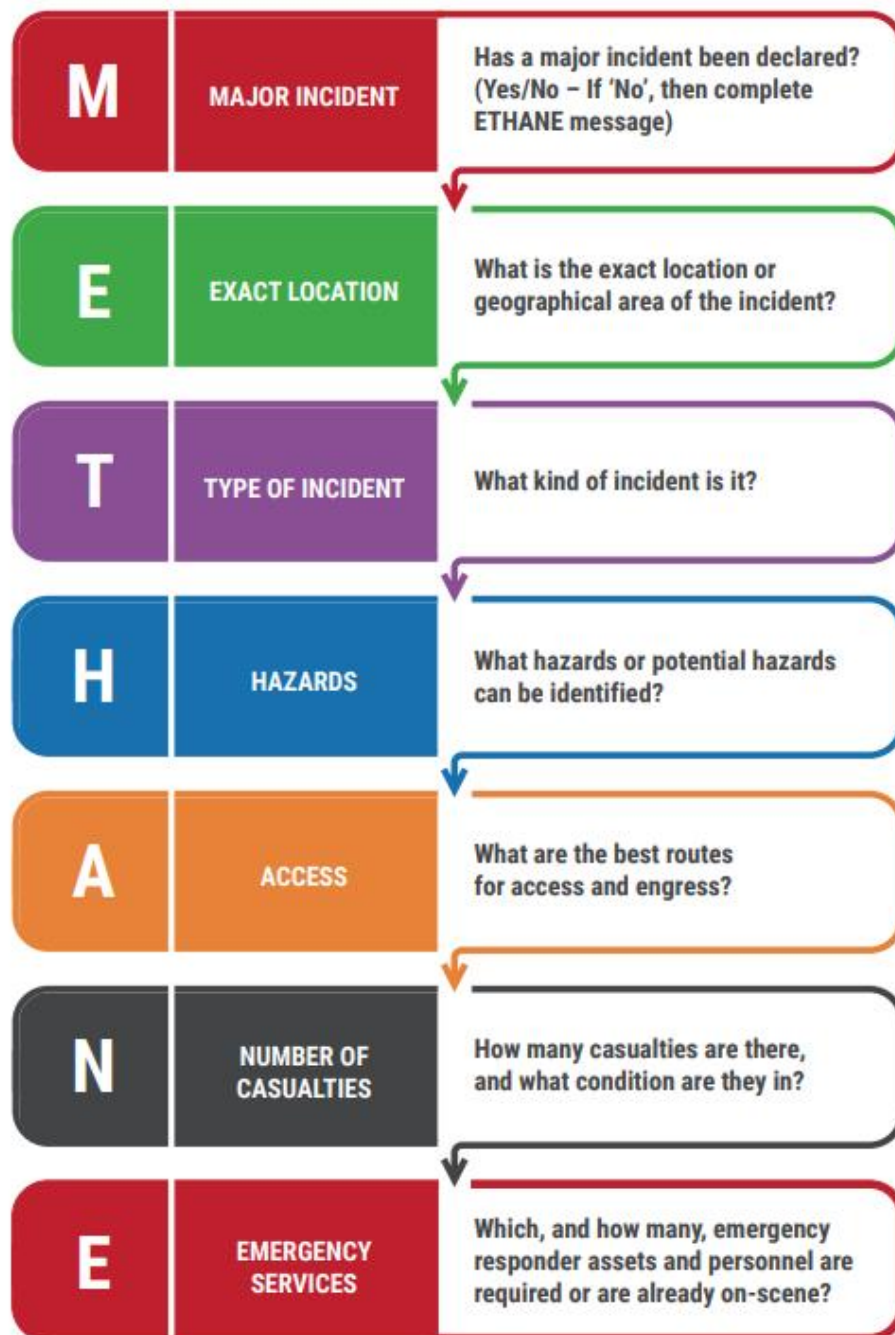 M
MAJOR INCIDENT
Has a major incident been declared?
(Yes/No – If ‘No’, then complete
ETHANE message)
E
EXACT LOCATION
What is the exact location or
geographical area of the incident?
T
TYPE OF INCIDENT
What kind of incident is it?
H
HAZARDS
What hazards or potential hazards
can be identified?
A
ACCESS
What are the best routes
for access and engress?
N
NUMBER OF
CASUALTIES
How many casualties are there,
and what condition are they in?
E
EMERGENCY
SERVICES
Which, and how many, emergency
responder assets and personnel are
required or are already on-scene?